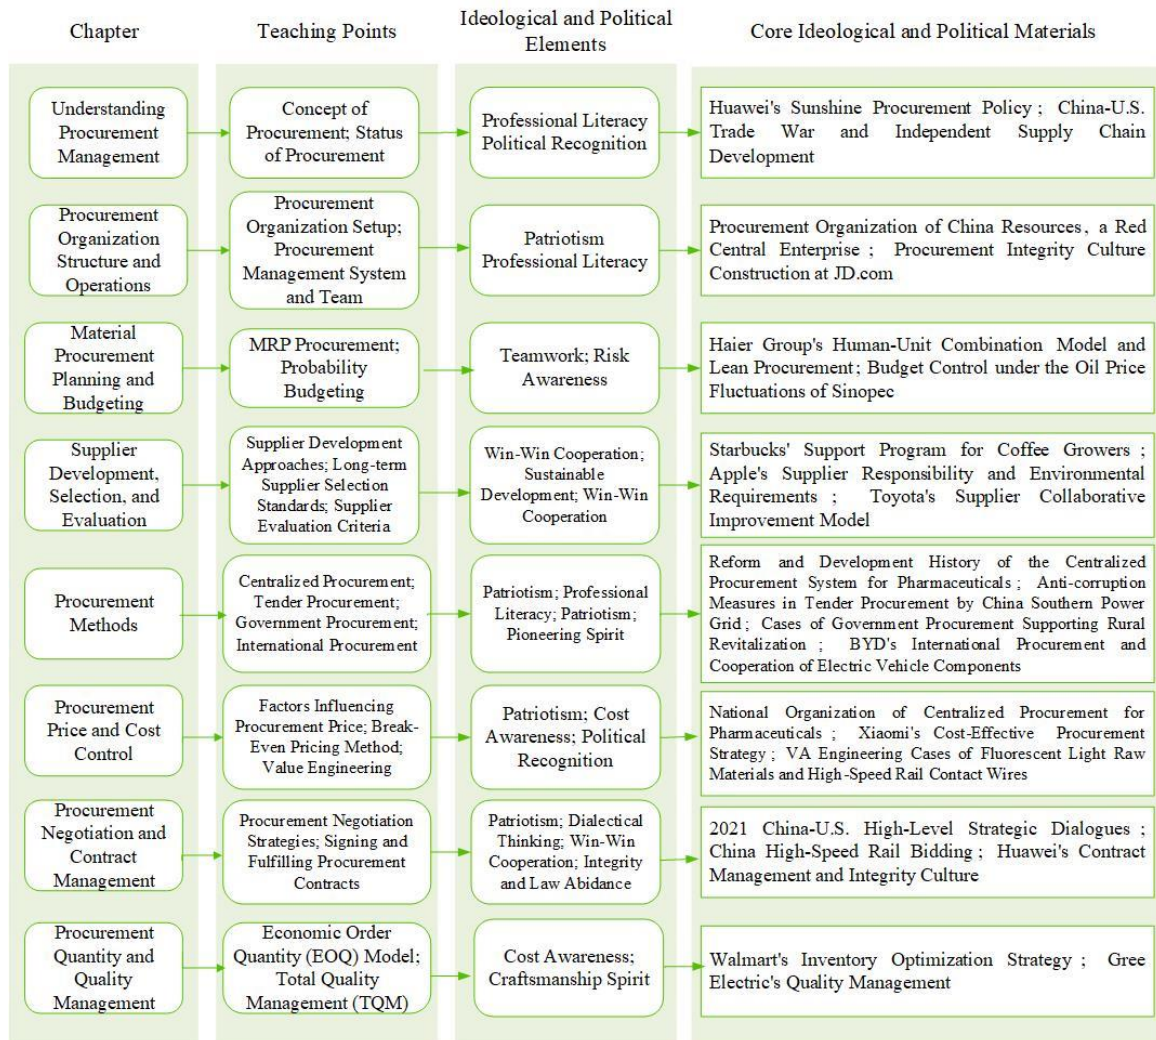 Chapter
Teaching Points
Ideological and Political
Elements
Core Ideological and Political Materials
Understanding
Procurement
Management
Concept of
Procurement; Status
of Procurement
Professional Literacy
Political Recognition
Huawei's Sunshine Procurement Policy ; China-U.S.
Trade War and Independent Supply Chain
Development
Procurement
Organization
Structure and
Operations
Procurement
Organization Setup;
Procurement
Management System
and Team
Patriotism
Professional Literacy
Procurement Organization of China Resources, a Red
Central Enterprise ; Procurement Integrity Culture
Construction at JD.com
Material
Procurement
Planning and
Budgeting
MRP Procurement;
Probability
Budgeting
Teamwork; Risk
Awareness
Haier Group's Human-Unit Combination Model and
Lean Procurement; Budget Control under the Oil Price
Fluctuations of Sinopec
Supplier
Development,
Selection, and
Evaluation
Supplier Development
Approaches; Long-term
Supplier Selection
Standards; Supplier
Evaluation Criteria
Win-Win Cooperation;
Sustainable
Development; Win-Win
Cooperation
Starbucks' Support Program for Coffee Growers ;
Apple's Supplier Responsibility and Environmental
Requirements ; Toyota's Supplier Collaborative
Improvement Model
Procurement
Methods
Centralized Procurement;
Tender Procurement;
Government Procurement;
International Procurement
Patriotism; Professional
Literacy; Patriotism;
Pioneering Spirit
Reform and Development History of the Centralized
Procurement System for Pharmaceuticals ; Anti-corruption
Measures in Tender Procurement by China Southern Power
Grid ; Cases of Government Procurement Supporting Rural
Revitalization ; BYD's International Procurement and
Cooperation of Electric Vehicle Components
Procurement
Price and Cost
Control
Factors Influencing
Procurement Price; Break-
Even Pricing Method;
Value Engineering
Patriotism; Cost
Awareness; Political
Recognition
National Organization of Centralized Procurement for
Pharmaceuticals ; Xiaomi's Cost-Effective Procurement
Strategy ; VA Engineering Cases of Fluorescent Light Raw
Materials and High-Speed Rail Contact Wires
Procurement
Negotiation and
Contract
Management
Procurement Negotiation
Strategies; Signing and
Fulfilling Procurement
Contracts
Patriotism; Dialectical
Thinking; Win-Win
Cooperation; Integrity
and Law Abidance
2021 China-U.S. High-Level Strategic Dialogues ;
China High-Speed Rail Bidding ; Huawei's Contract
Management and Integrity Culture
Procurement
Quantity and
Quality
Management
Economic Order
Quantity (EOQ) Model;
Total Quality
Management (TQM)
Cost Awareness;
Craftsmanship Spirit
Walmart's Inventory Optimization Strategy ; Gree
Electric's Quality Management